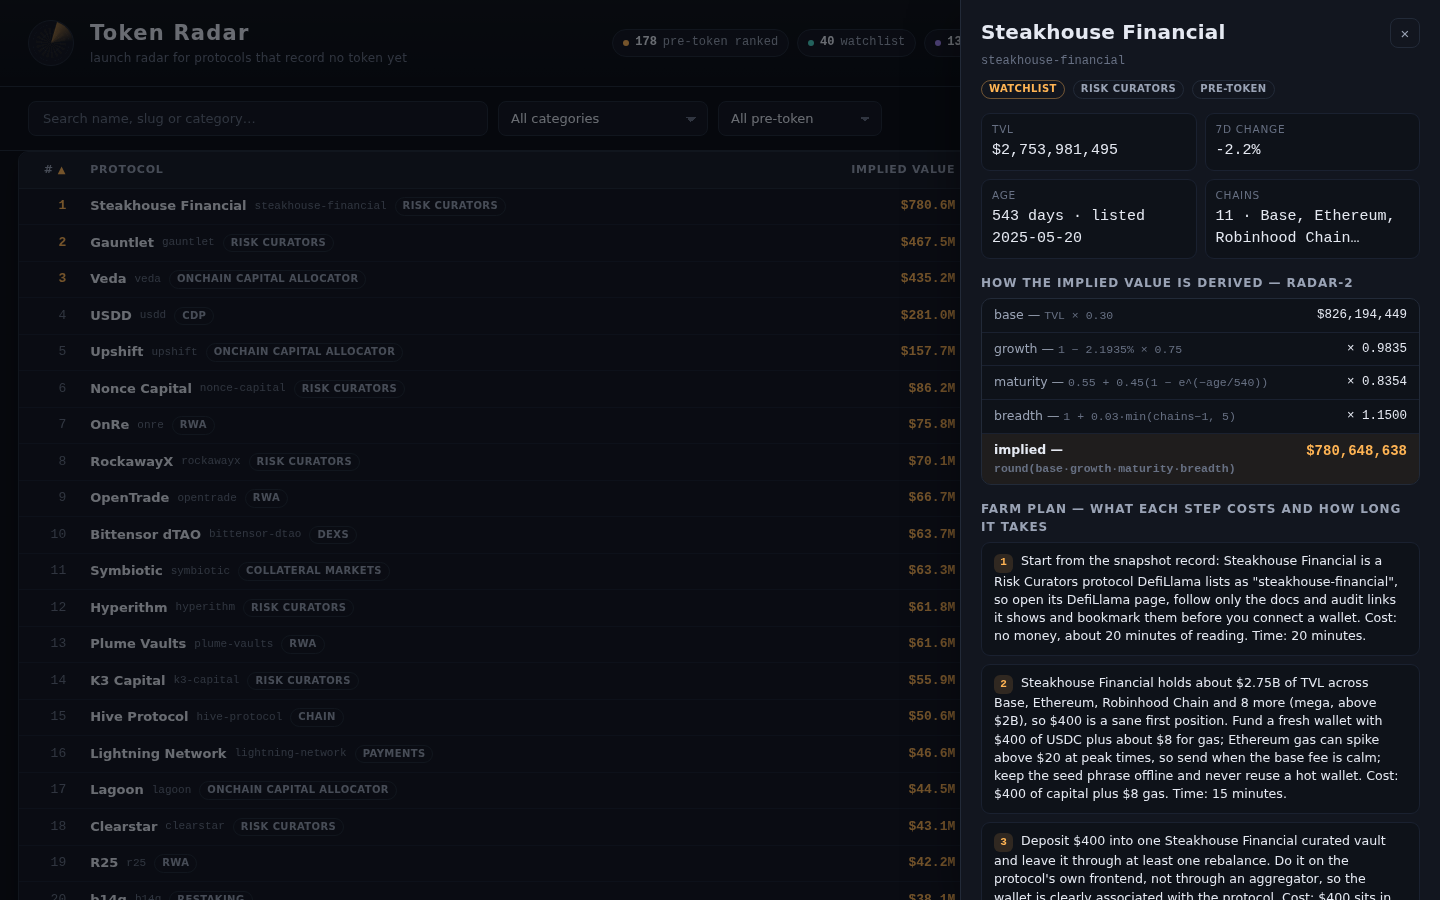 Token Radar
launch radar for protocols that record no token yet
178 pre-token ranked
40 watchlist
13
Search name, slug or category…
All categories
All pre-token
# ▲ PROTOCOL IMPLIED VALUE
1 Steakhouse Financial steakhouse-financial RISK CURATORS $780.6M
2 Gauntlet gauntlet RISK CURATORS $467.5M
3 Veda veda ONCHAIN CAPITAL ALLOCATOR $435.2M
4 USDD usdd CDP $281.0M
5 Upshift upshift ONCHAIN CAPITAL ALLOCATOR $157.7M
6 Nonce Capital nonce-capital RISK CURATORS $86.2M
7 OnRe onre RWA $75.8M
8 RockawayX rockawayx RISK CURATORS $70.1M
9 OpenTrade opentrade RWA $66.7M
10 Bittensor dTAO bittensor-dtao DEXS $63.7M
11 Symbiotic symbiotic COLLATERAL MARKETS $63.3M
12 Hyperithm hyperithm RISK CURATORS $61.8M
13 Plume Vaults plume-vaults RWA $61.6M
14 K3 Capital k3-capital RISK CURATORS $55.9M
15 Hive Protocol hive-protocol CHAIN $50.6M
16 Lightning Network lightning-network PAYMENTS $46.6M
17 Lagoon lagoon ONCHAIN CAPITAL ALLOCATOR $44.5M
18 Clearstar clearstar RISK CURATORS $43.1M
19 R25 r25 RWA $42.2M
20 b14g b14g RESTAKING $38.1M
Steakhouse Financial ×
steakhouse-financial
WATCHLIST RISK CURATORS PRE-TOKEN
TVL
$2,753,981,495
7D CHANGE
-2.2%
AGE
543 days · listed
2025-05-20
CHAINS
11 · Base, Ethereum,
Robinhood Chain…
HOW THE IMPLIED VALUE IS DERIVED — RADAR-2
base — TVL × 0.30 $826,194,449
growth — 1 − 2.1935% × 0.75 × 0.9835
maturity — 0.55 + 0.45(1 − e^(−age/540)) × 0.8354
breadth — 1 + 0.03·min(chains−1, 5) × 1.1500
implied — $780,648,638
round(base·growth·maturity·breadth)
FARM PLAN — WHAT EACH STEP COSTS AND HOW LONG
IT TAKES
1 Start from the snapshot record: Steakhouse Financial is a
Risk Curators protocol DefiLlama lists as "steakhouse-financial",
so open its DefiLlama page, follow only the docs and audit links
it shows and bookmark them before you connect a wallet. Cost:
no money, about 20 minutes of reading. Time: 20 minutes.
2 Steakhouse Financial holds about $2.75B of TVL across
Base, Ethereum, Robinhood Chain and 8 more (mega, above
$2B), so $400 is a sane first position. Fund a fresh wallet with
$400 of USDC plus about $8 for gas; Ethereum gas can spike
above $20 at peak times, so send when the base fee is calm;
keep the seed phrase offline and never reuse a hot wallet. Cost:
$400 of capital plus $8 gas. Time: 15 minutes.
3 Deposit $400 into one Steakhouse Financial curated vault
and leave it through at least one rebalance. Do it on the
protocol's own frontend, not through an aggregator, so the
wallet is clearly associated with the protocol. Cost: $400 sits in